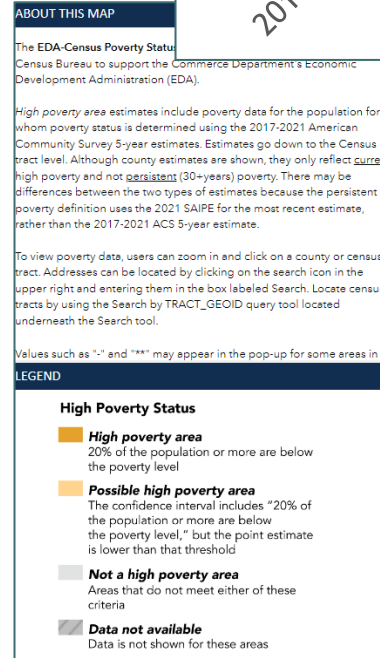 ABOUT THIS MAP
201
The EDA-Census Poverty Status
Census Bureau to support the Commerce Department's Economic
Development Administration (EDA).
High poverty area estimates include poverty data for the population for
whom poverty status is determined using the 2017-2021 American
Community Survey 5-year estimates. Estimates go down to the Census
tract level. Although county estimates are shown, they only reflect
high poverty and not persistent (30+years) poverty. There may be
differences between the two types of estimates because the persistent
poverty definition uses the 2021 SAIPE for the most recent estimate,
rather than the 2017-2021 ACS 5-year estimate.
To view poverty data, users can zoom in and click on a county or census
tract. Addresses can be located by clicking on the search icon in the
upper right and entering them in the box labeled Search. Locate
tracts by using the Search by TRACT_GEOID query tool located
underneath the Search tool.
Values such as "-" and "**" may appear in the pop-up for some areas in
LEGEND
High Poverty Status
High poverty area
20% of the population or more are below
the poverty level
Possible high poverty area
The confidence interval includes "20% of
the population or more are below
the poverty level," but the point estimate
is lower than that threshold
Not a high poverty area
Areas that do not meet either of these
criteria
Data not available
Data is not shown for these areas